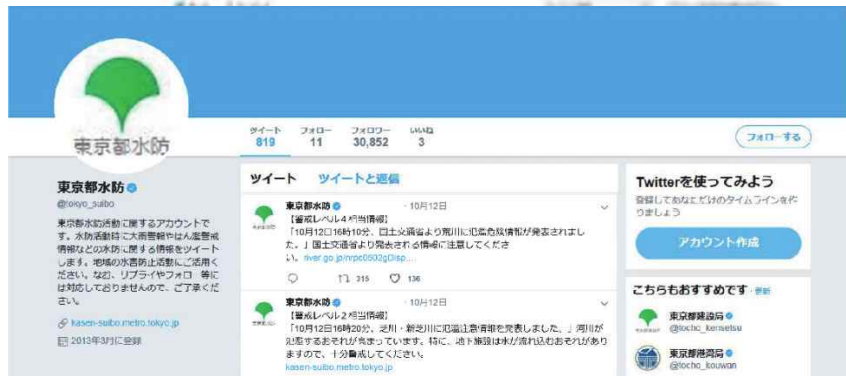 東京都水防
ツイート フォロー フォロワー いいね
819 11 30,852 3
フォローする
東京都水防
@tokyo_suibo
東京都水防活動に関するアカウントで
す。水防活動時に大雨警報やはん濫警戒
情報などの水防に関する情報をツイート
します。地域の水害防止活動にご活用く
ださい。なお、リプライやフォロー等に
は対応しておりませんので、ご了承くだ
さい。
kasen-suibo.metro.tokyo.jp
2013年3月に登録
ツイート ツイートと返信
東京都水防 · 10月12日
【警戒レベル4相当情報】
「10月12日16時10分、国土交通省より荒川に氾濫危険情報が発表されまし
た。」国土交通省より発表される情報に注意してくださ
い。river.go.jp/nrpc0502gDisp...
316 136
東京都水防 · 10月12日
【警戒レベル2相当情報】
「10月12日16時20分、芝川・新芝川に氾濫注意情報を発表しました。」河川が
氾濫するおそれが高まっています。特に、地下施設は水が流れ込むおそれがあり
ますので、十分警戒してください。
kasen-suibo.metro.tokyo.jp
Twitterを使ってみよう
登録してあなただけのタイムラインを作
りましょう
アカウント作成
こちらもおすすめです · 更新
東京都建設局
@tocho_kensetsu
東京都港湾局
@tocho_kouwan